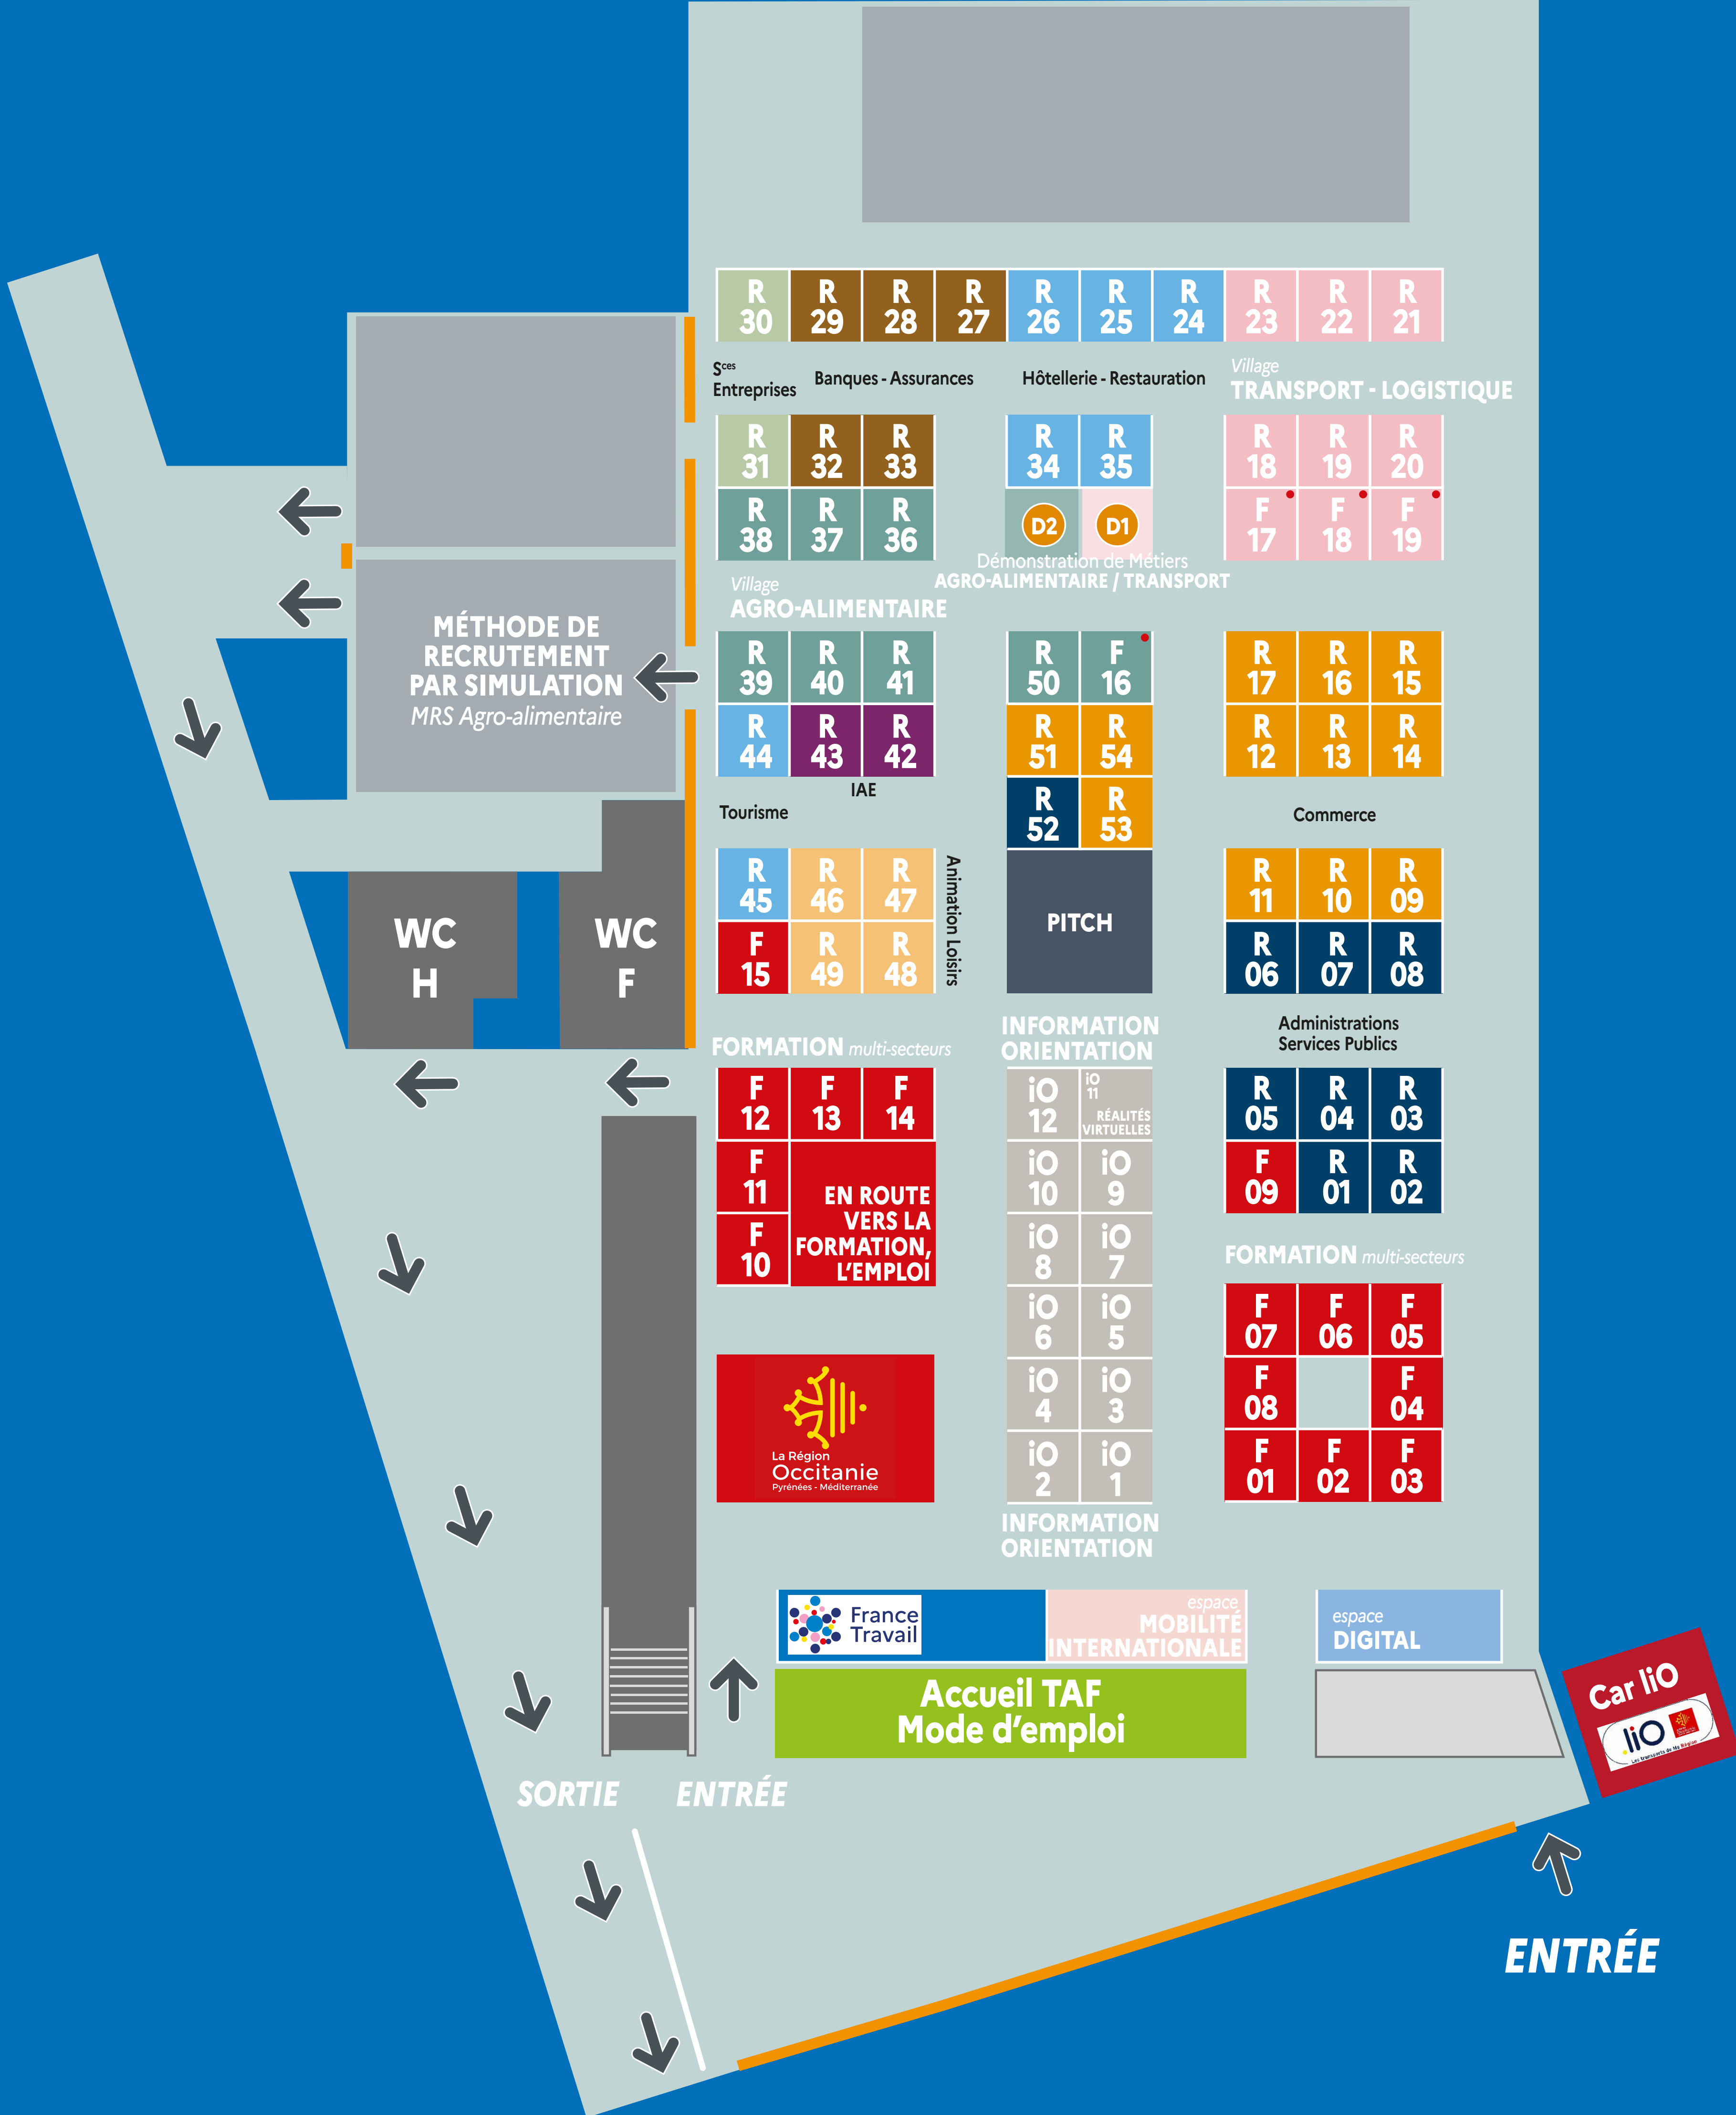 R R R R R R R R R R
30 29 28 27 26 25 24 23 22 21
Sces
Entreprises
Banques - Assurances
Hôtellerie - Restauration
Village
TRANSPORT - LOGISTIQUE
R R R R R R R R
31 32 33 34 35 18 19 20
R R R D2 D1 F F F
38 37 36 17 18 19
Démonstration de Métiers
AGRO-ALIMENTAIRE / TRANSPORT
Village
AGRO-ALIMENTAIRE
MÉTHODE DE
RECRUTEMENT
PAR SIMULATION
MRS Agro-alimentaire
R R R R F R R R
39 40 41 50 16 17 16 15
R R R R R R R R
44 43 42 51 54 12 13 14
IAE
R R
52 53
Tourisme
Commerce
R R R R R R
45 46 47 11 10 09
Animation Loisirs
PITCH
F R R R R R
15 49 48 06 07 08
WC
H
WC
F
INFORMATION
ORIENTATION
Administrations
Services Publics
FORMATION multi-secteurs
F F F iO iO R R R
12 13 14 12 11 05 04 03
RÉALITÉS
VIRTUELLES
F iO iO F R R
11 10 9 09 01 02
EN ROUTE
VERS LA
FORMATION,
L'EMPLOI
F iO iO
10 8 7
FORMATION multi-secteurs
iO iO F F F
6 5 07 06 05
iO iO F F
4 3 08 04
La Région
Occitanie
Pyrénées - Méditerranée
iO iO F F F
2 1 01 02 03
INFORMATION
ORIENTATION
France
Travail
espace
MOBILITÉ
INTERNATIONALE
espace
DIGITAL
Accueil TAF
Mode d'emploi
Car liO
liO
Les transports de Ma Région
SORTIE
ENTRÉE
ENTRÉE